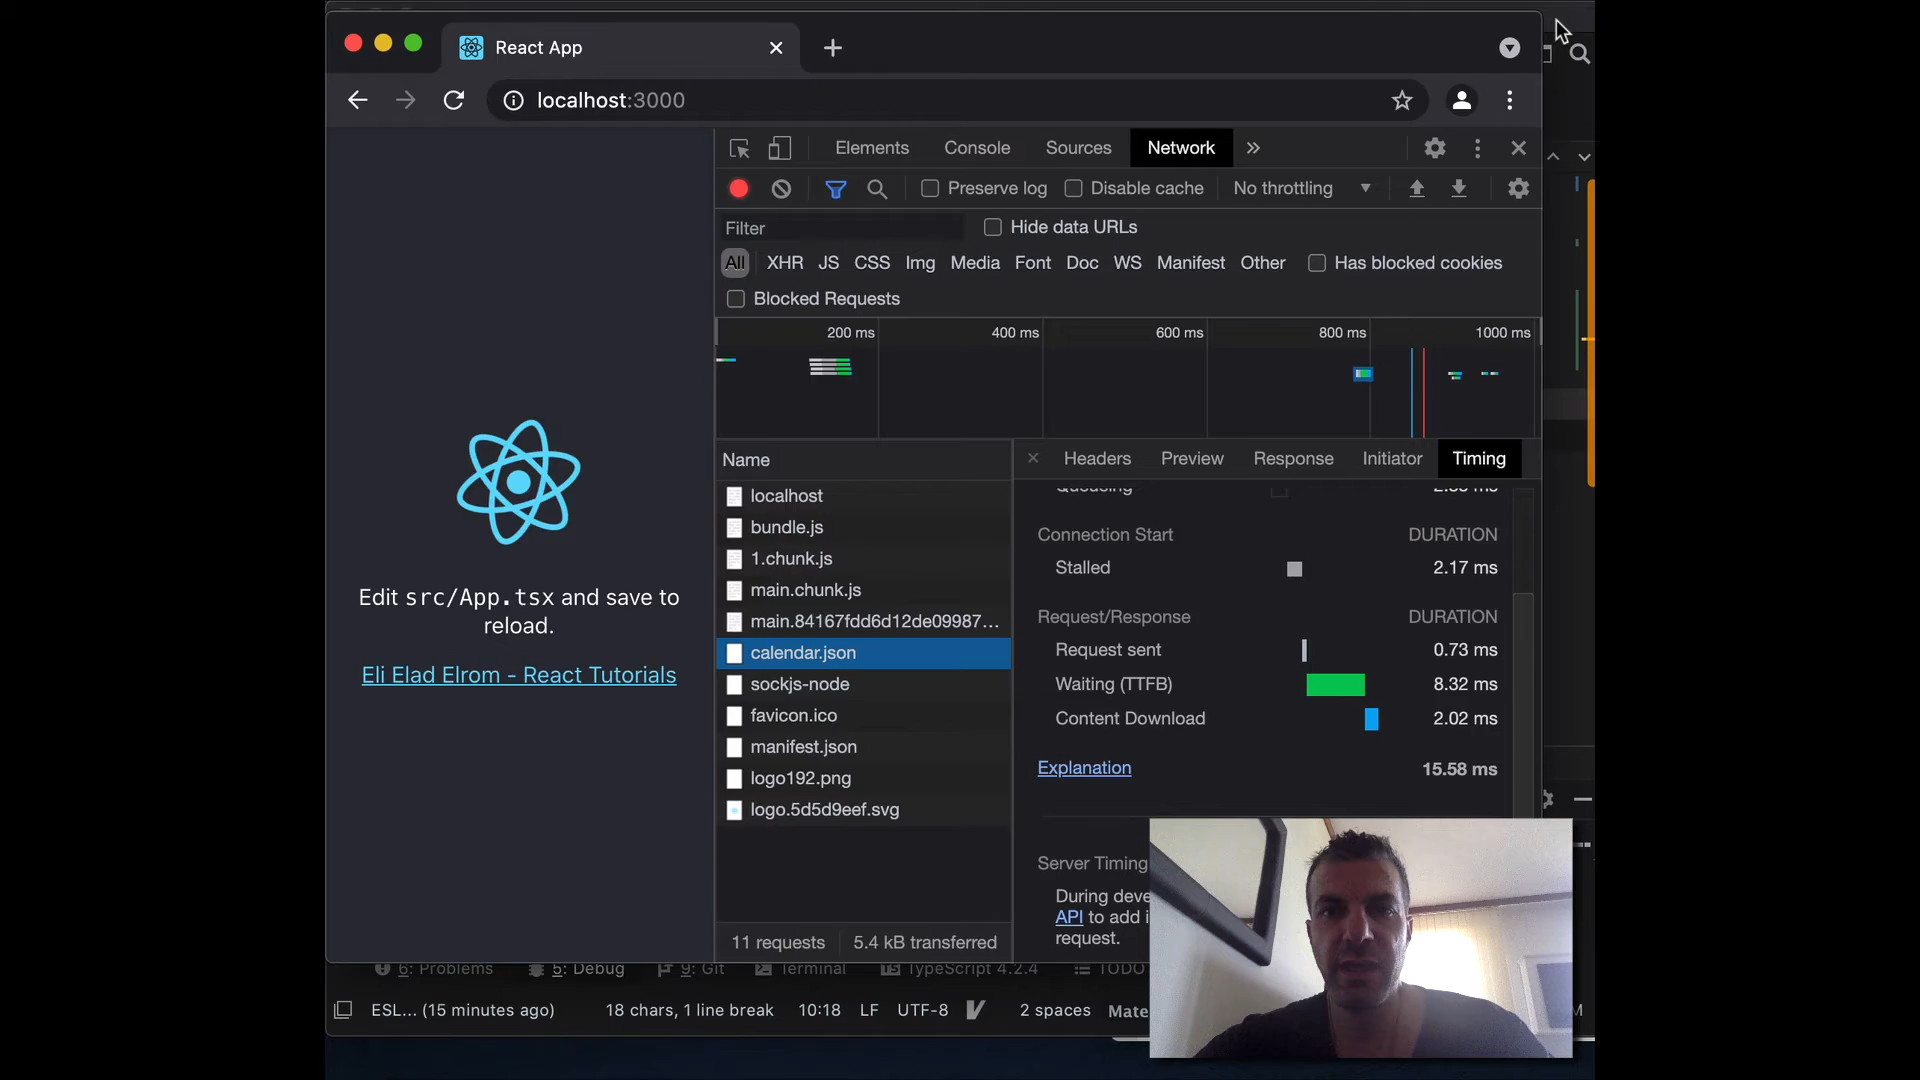 React App
localhost:3000
Elements Console Sources Network
Preserve log Disable cache No throttling
Filter Hide data URLs
All XHR JS CSS Img Media Font Doc WS Manifest Other Has blocked cookies
Blocked Requests
200 ms 400 ms 600 ms 800 ms 1000 ms
Name
Headers Preview Response Initiator Timing
localhost
bundle.js
1.chunk.js
main.chunk.js
main.84167fdd6d12de09987...
calendar.json
sockjs-node
favicon.ico
manifest.json
logo192.png
logo.5d5d9eef.svg
11 requests 5.4 kB transferred
Queueing
Connection Start DURATION
Stalled 2.17 ms
Request/Response DURATION
Request sent 0.73 ms
Waiting (TTFB) 8.32 ms
Content Download 2.02 ms
Explanation 15.58 ms
Server Timing
During deve
API to add i
request.
Edit src/App.tsx and save to
reload.
Eli Elad Elrom - React Tutorials
6: Problems 5: Debug 9: Git Terminal TypeScript 4.2.4 TODO
ESL... (15 minutes ago) 18 chars, 1 line break 10:18 LF UTF-8 2 spaces Mate